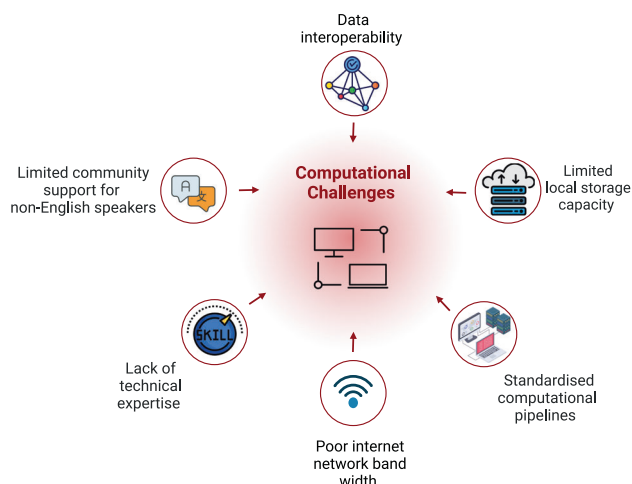 Data
interoperability
Computational
Challenges
Limited community
support for
non-English speakers
A
文
Limited
local storage
capacity
SKILL
Lack of
technical
expertise
Standardised
computational
pipelines
Poor internet
network band
width